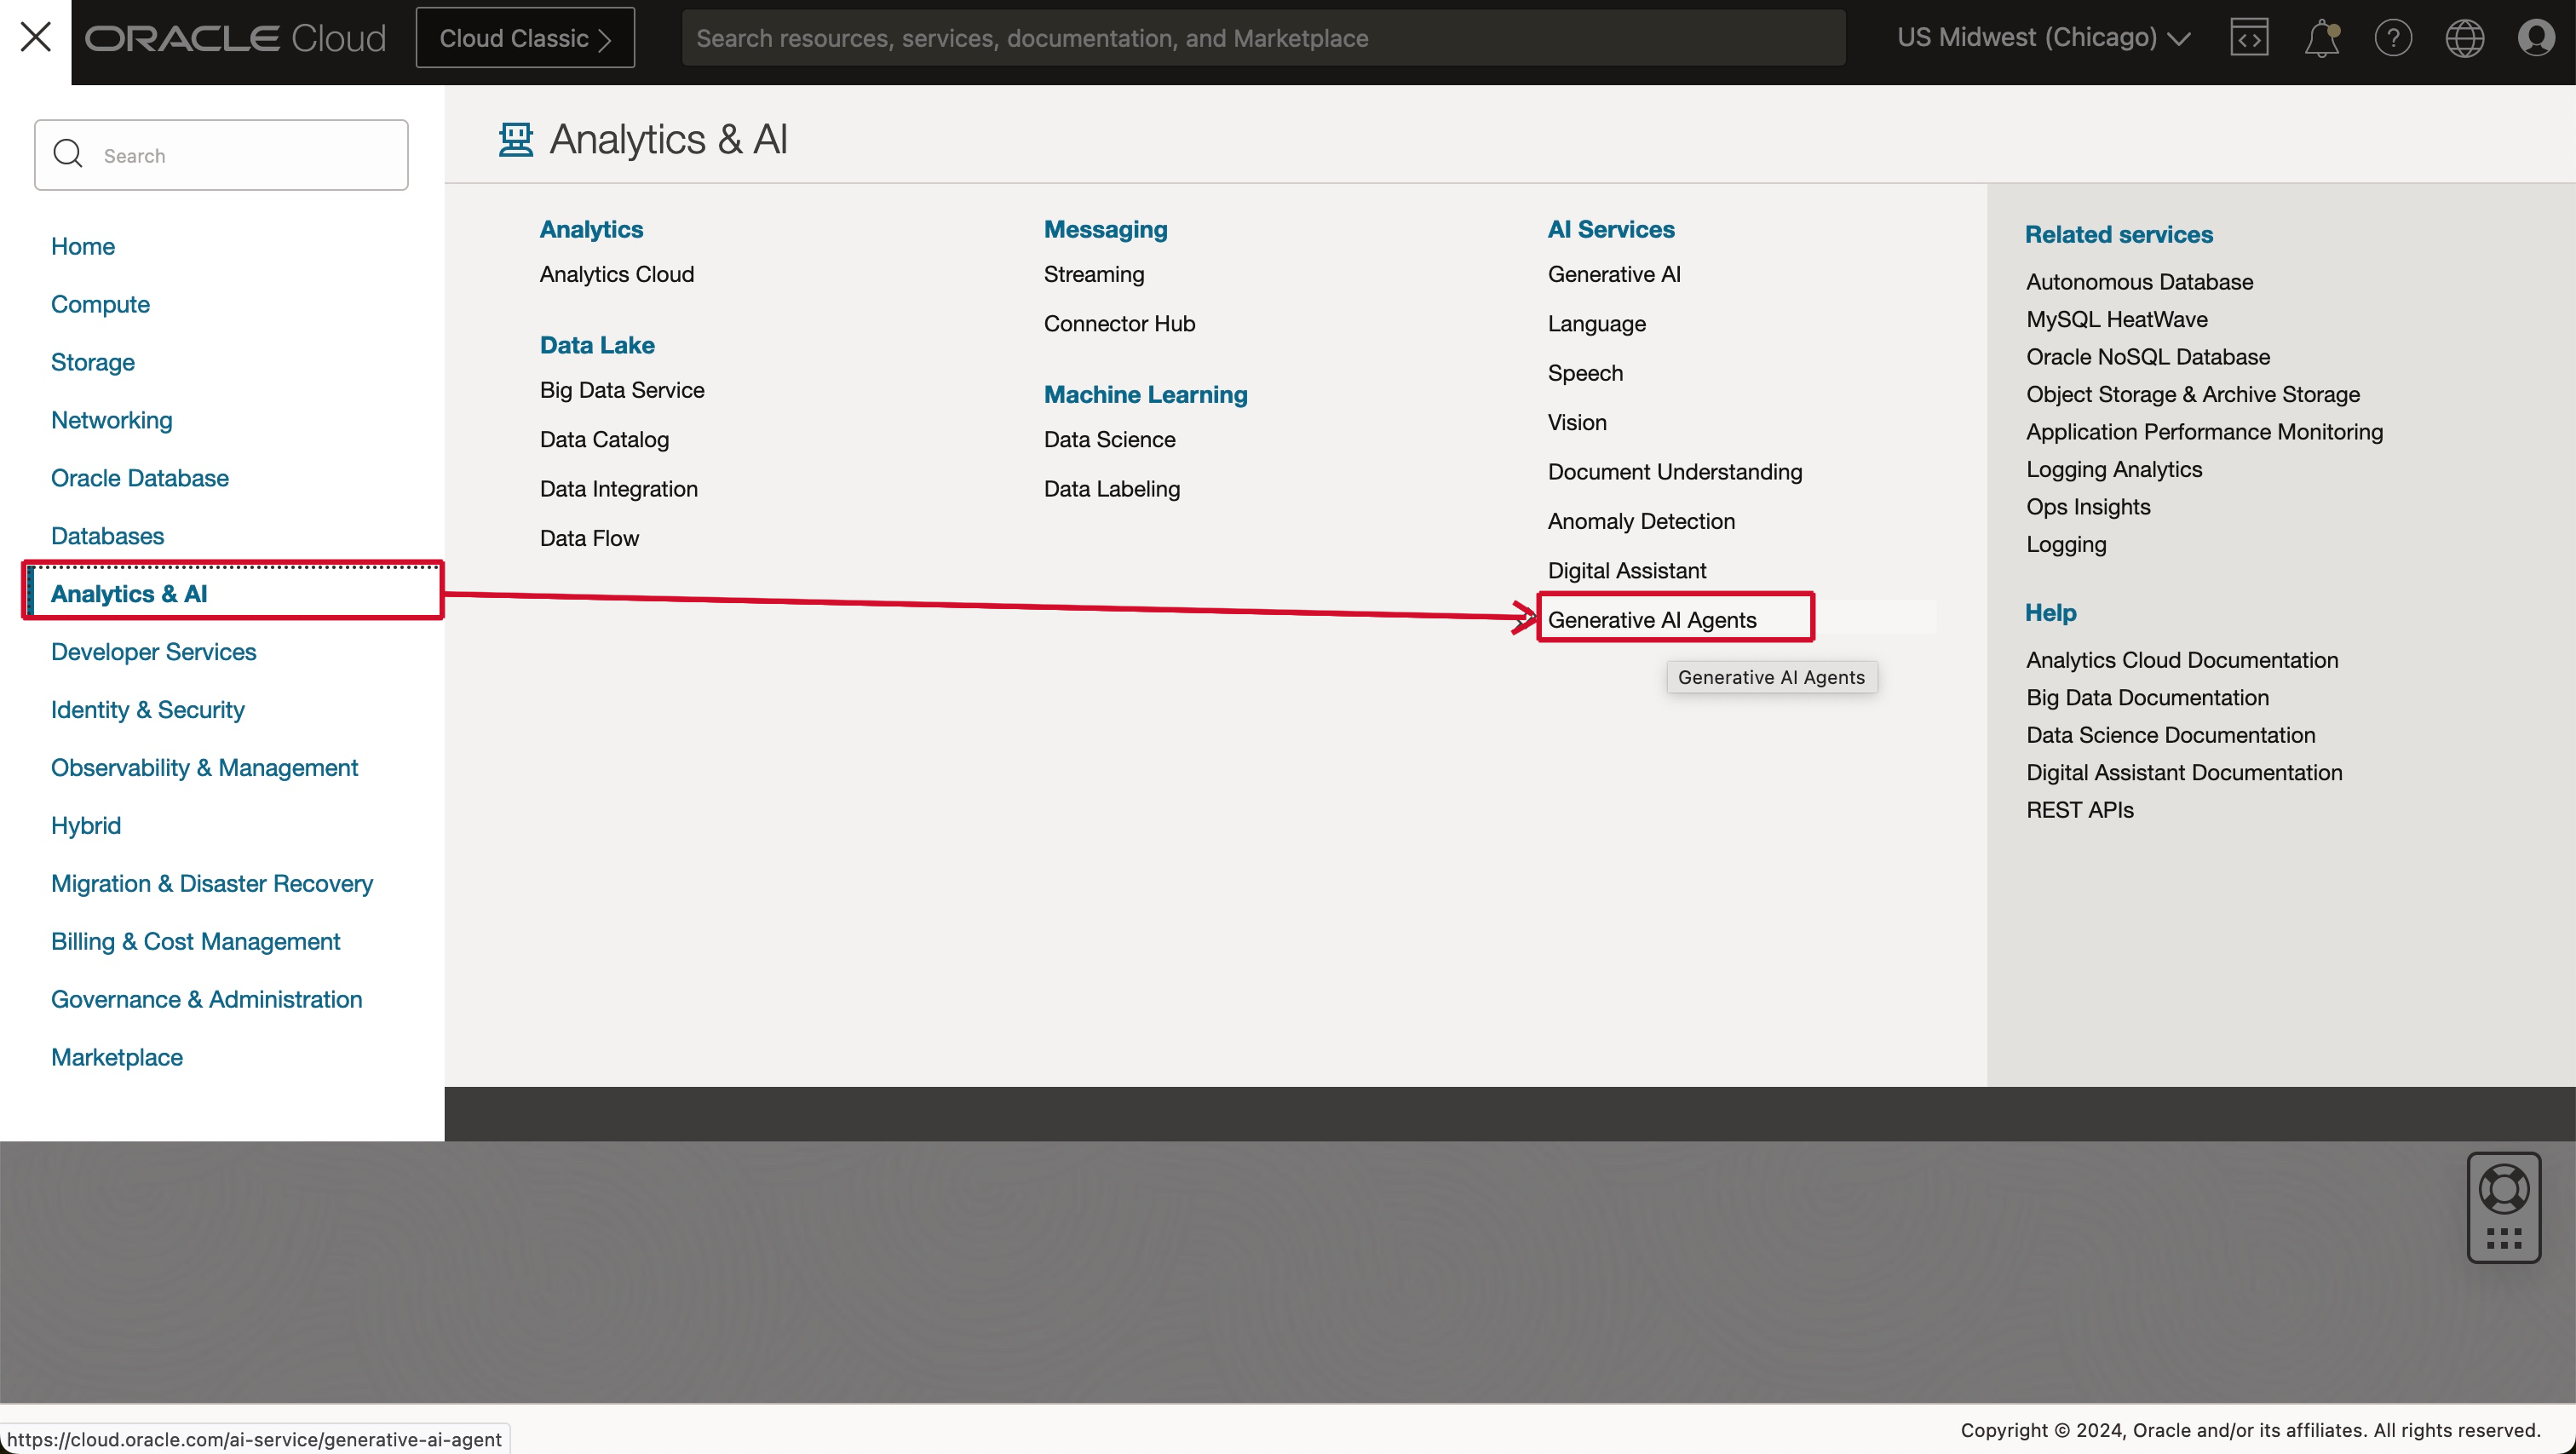 ORACLE Cloud
Cloud Classic
Search resources, services, documentation, and Marketplace
US Midwest (Chicago)
Search
Home
Compute
Storage
Networking
Oracle Database
Databases
Analytics & AI
Developer Services
Identity & Security
Observability & Management
Hybrid
Migration & Disaster Recovery
Billing & Cost Management
Governance & Administration
Marketplace
Analytics & AI
Analytics
Analytics Cloud
Data Lake
Big Data Service
Data Catalog
Data Integration
Data Flow
Messaging
Streaming
Connector Hub
Machine Learning
Data Science
Data Labeling
AI Services
Generative AI
Language
Speech
Vision
Document Understanding
Anomaly Detection
Digital Assistant
Generative AI Agents
Generative AI Agents
Related services
Autonomous Database
MySQL HeatWave
Oracle NoSQL Database
Object Storage & Archive Storage
Application Performance Monitoring
Logging Analytics
Ops Insights
Logging
Help
Analytics Cloud Documentation
Big Data Documentation
Data Science Documentation
Digital Assistant Documentation
REST APIs
https://cloud.oracle.com/ai-service/generative-ai-agent
Copyright © 2024, Oracle and/or its affiliates. All rights reserved.